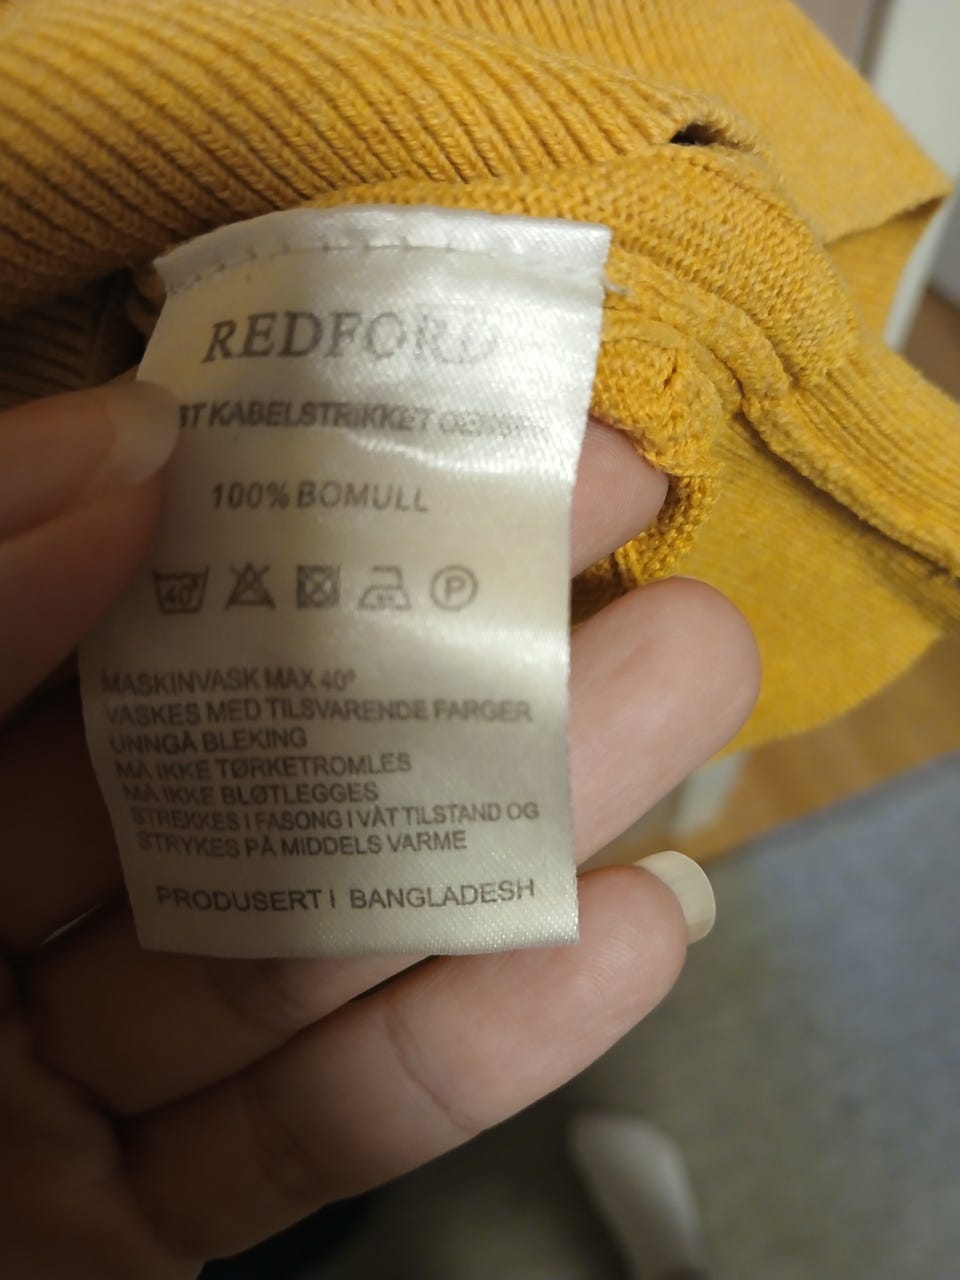 REDFORD
KABELSTRIKKET
100% BOMULL
40° P
MASKINVASK MAX 40°
VASKES MED TILSVARENDE FARGER
UNNGÅ BLEKING
MÅ IKKE TØRKETROMLES
MÅ IKKE BLØTLEGGES
STREKKES I FASONG I VÅT TILSTAND OG
STRYKES PÅ MIDDELS VARME
PRODUSERT I BANGLADESH